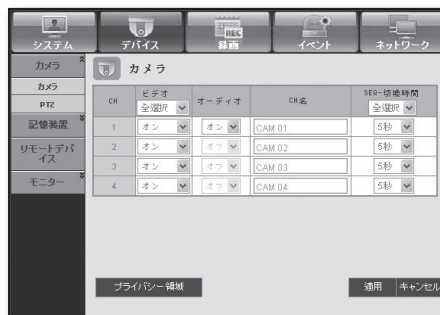 REC
システム デバイス 録画 イベント ネットワーク
カメラ
カメラ
PTZ
記憶装置
リモートデバイス
モニター
カメラ
CH ビデオ オーディオ CH名 SEQ-切換時間
全選択 全選択
1 オン オン CAM 01 5秒
2 オン オフ CAM 02 5秒
3 オン オフ CAM 03 5秒
4 オン オフ CAM 04 5秒
プライバシー領域 適用 キャンセル